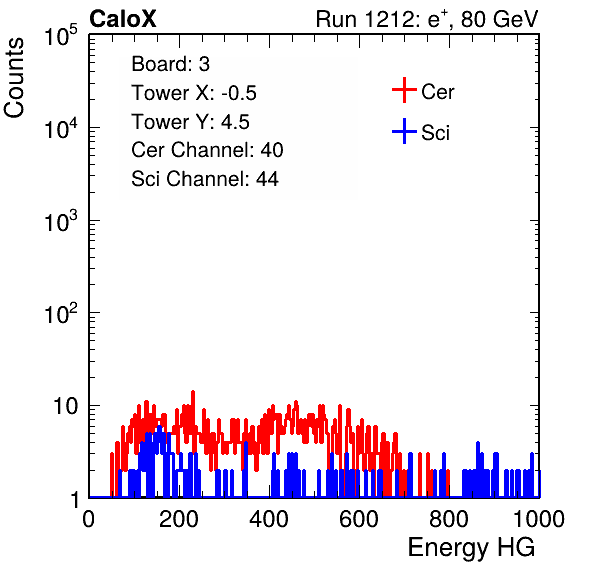 CaloX
Run 1212: e⁺, 80 GeV
Board: 3
Tower X: -0.5
Tower Y: 4.5
Cer Channel: 40
Sci Channel: 44
Cer
Sci
Counts
10⁵
10⁴
10³
10²
10
1
0 200 400 600 800 1000
Energy HG